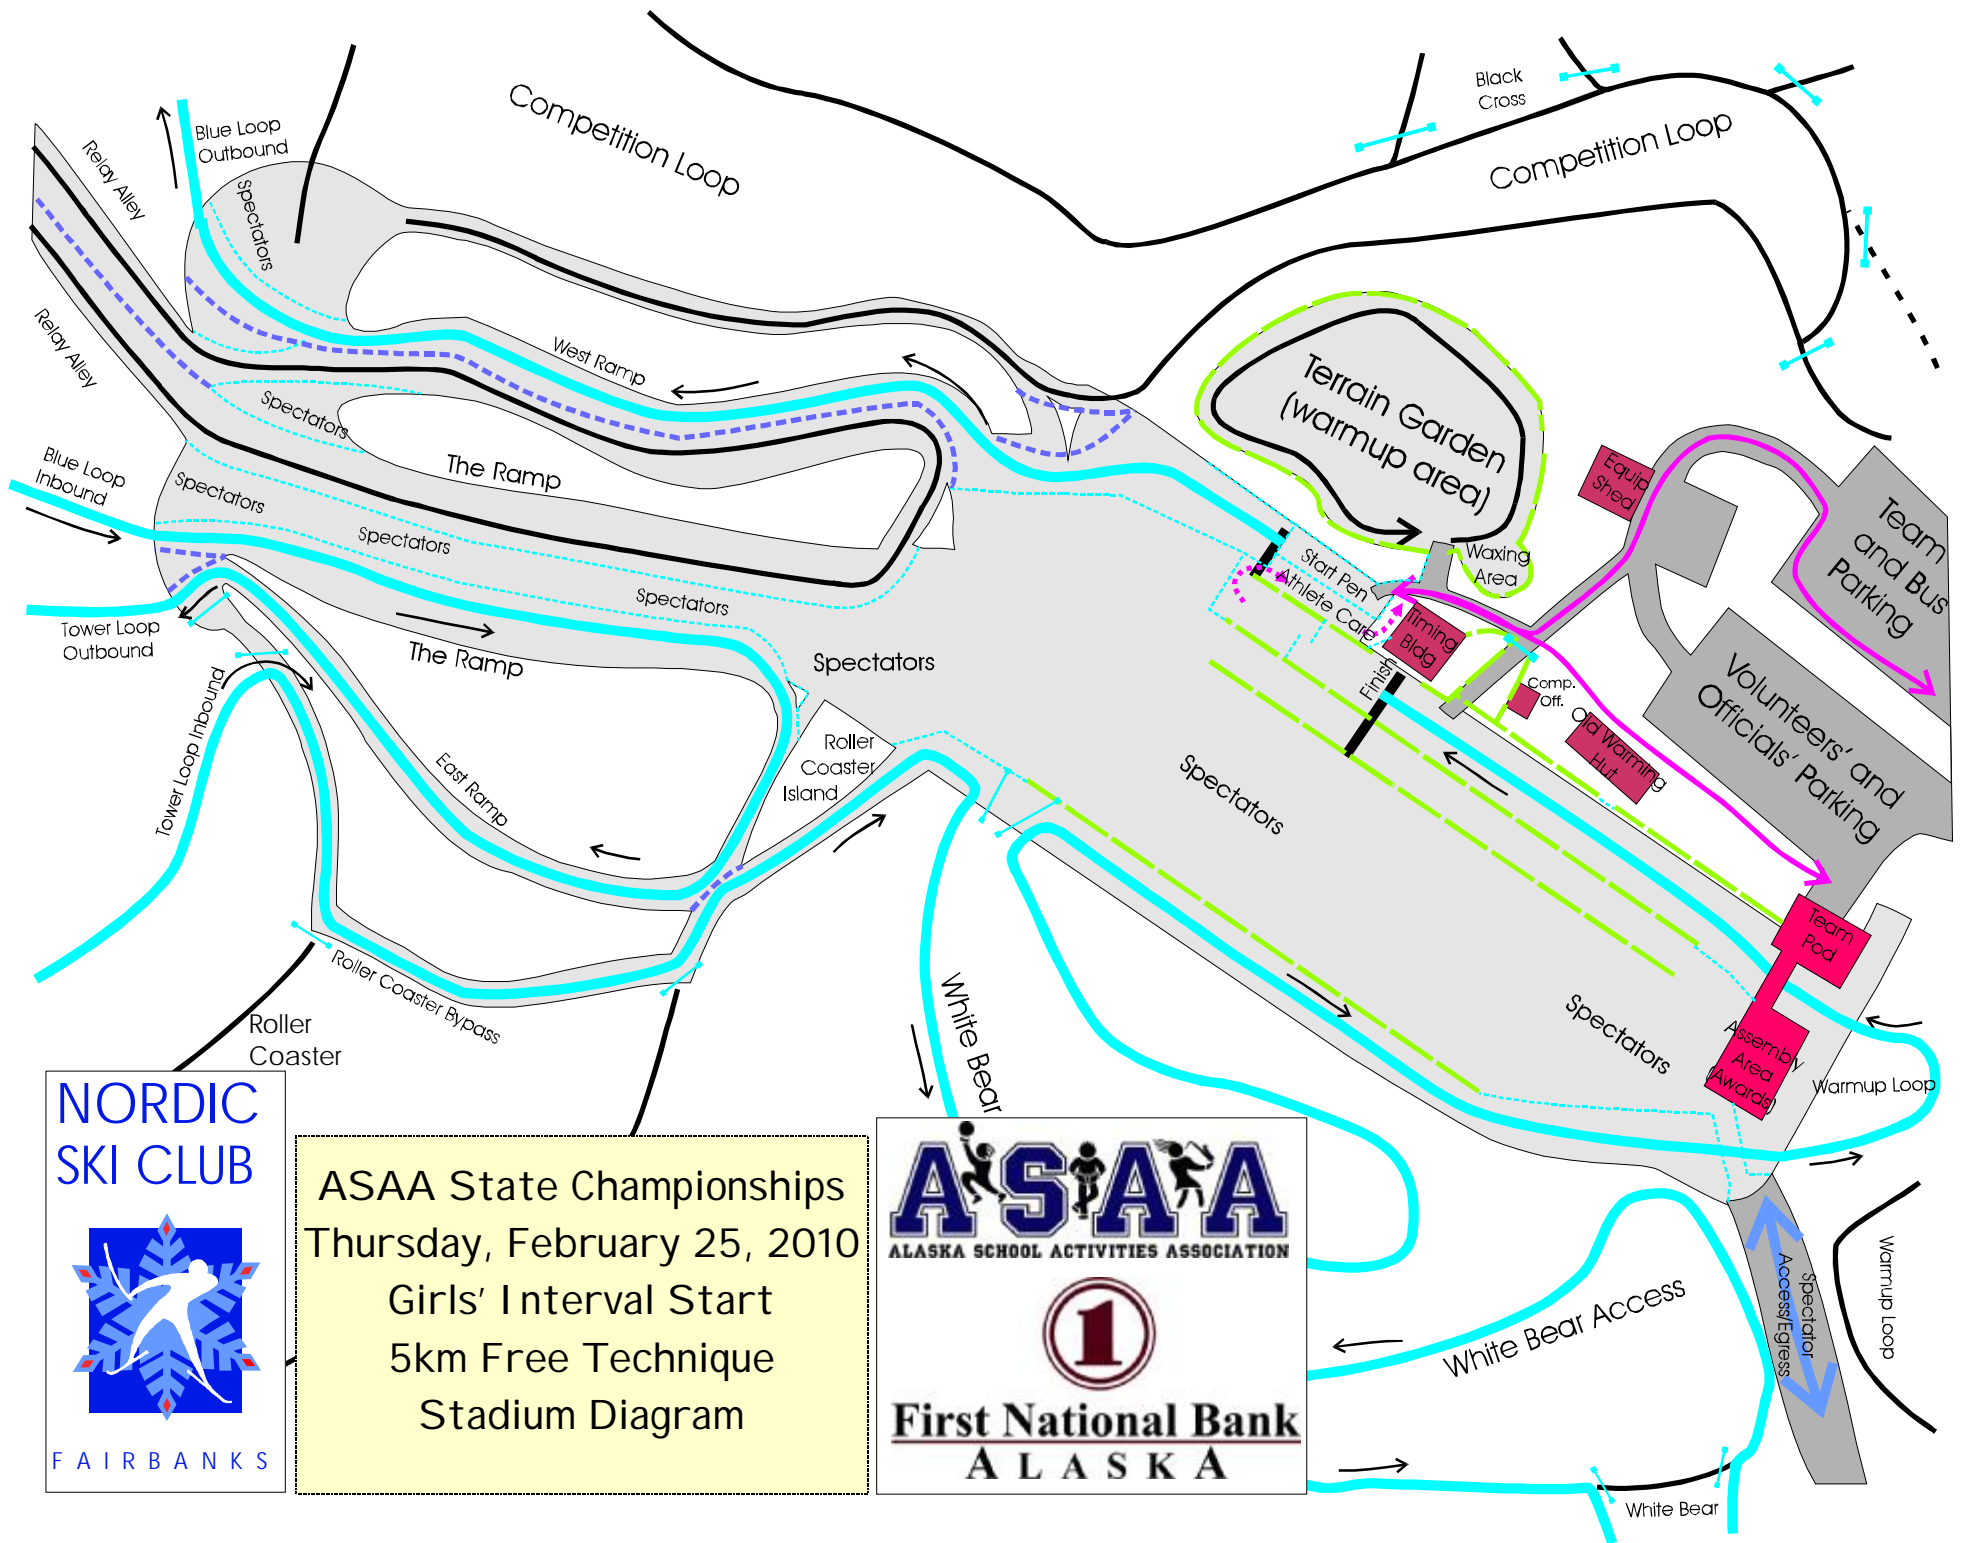 Competition Loop
Black
Cross
Competition Loop
Blue Loop
Outbound
Relay Alley
Spectators
Relay Alley
West Ramp
Spectators
The Ramp
Terrain Garden
(warmup area)
Equip
Shed
Team
and Bus
Parking
Blue Loop
Inbound
Spectators
Spectators
Spectators
Waxing
Area
Start Pen
Athlete Care
Timing
Bldg
Finish
Tower Loop
Outbound
The Ramp
Spectators
Comp.
Off.
Old Warming
Hut
Volunteers' and
Officials' Parking
Tower Loop Inbound
East Ramp
Roller
Coaster
Island
Spectators
Team
Pod
Roller Coaster Bypass
Roller
Coaster
White Bear
Spectators
Assembly
Area
(Awards)
Warmup Loop
NORDIC
SKI CLUB
FAIRBANKS
ASAA State Championships
Thursday, February 25, 2010
Girls' Interval Start
5km Free Technique
Stadium Diagram
ASAA
ALASKA SCHOOL ACTIVITIES ASSOCIATION
1
First National Bank
ALASKA
White Bear Access
Spectator
Access/Egress
Warmup Loop
White Bear